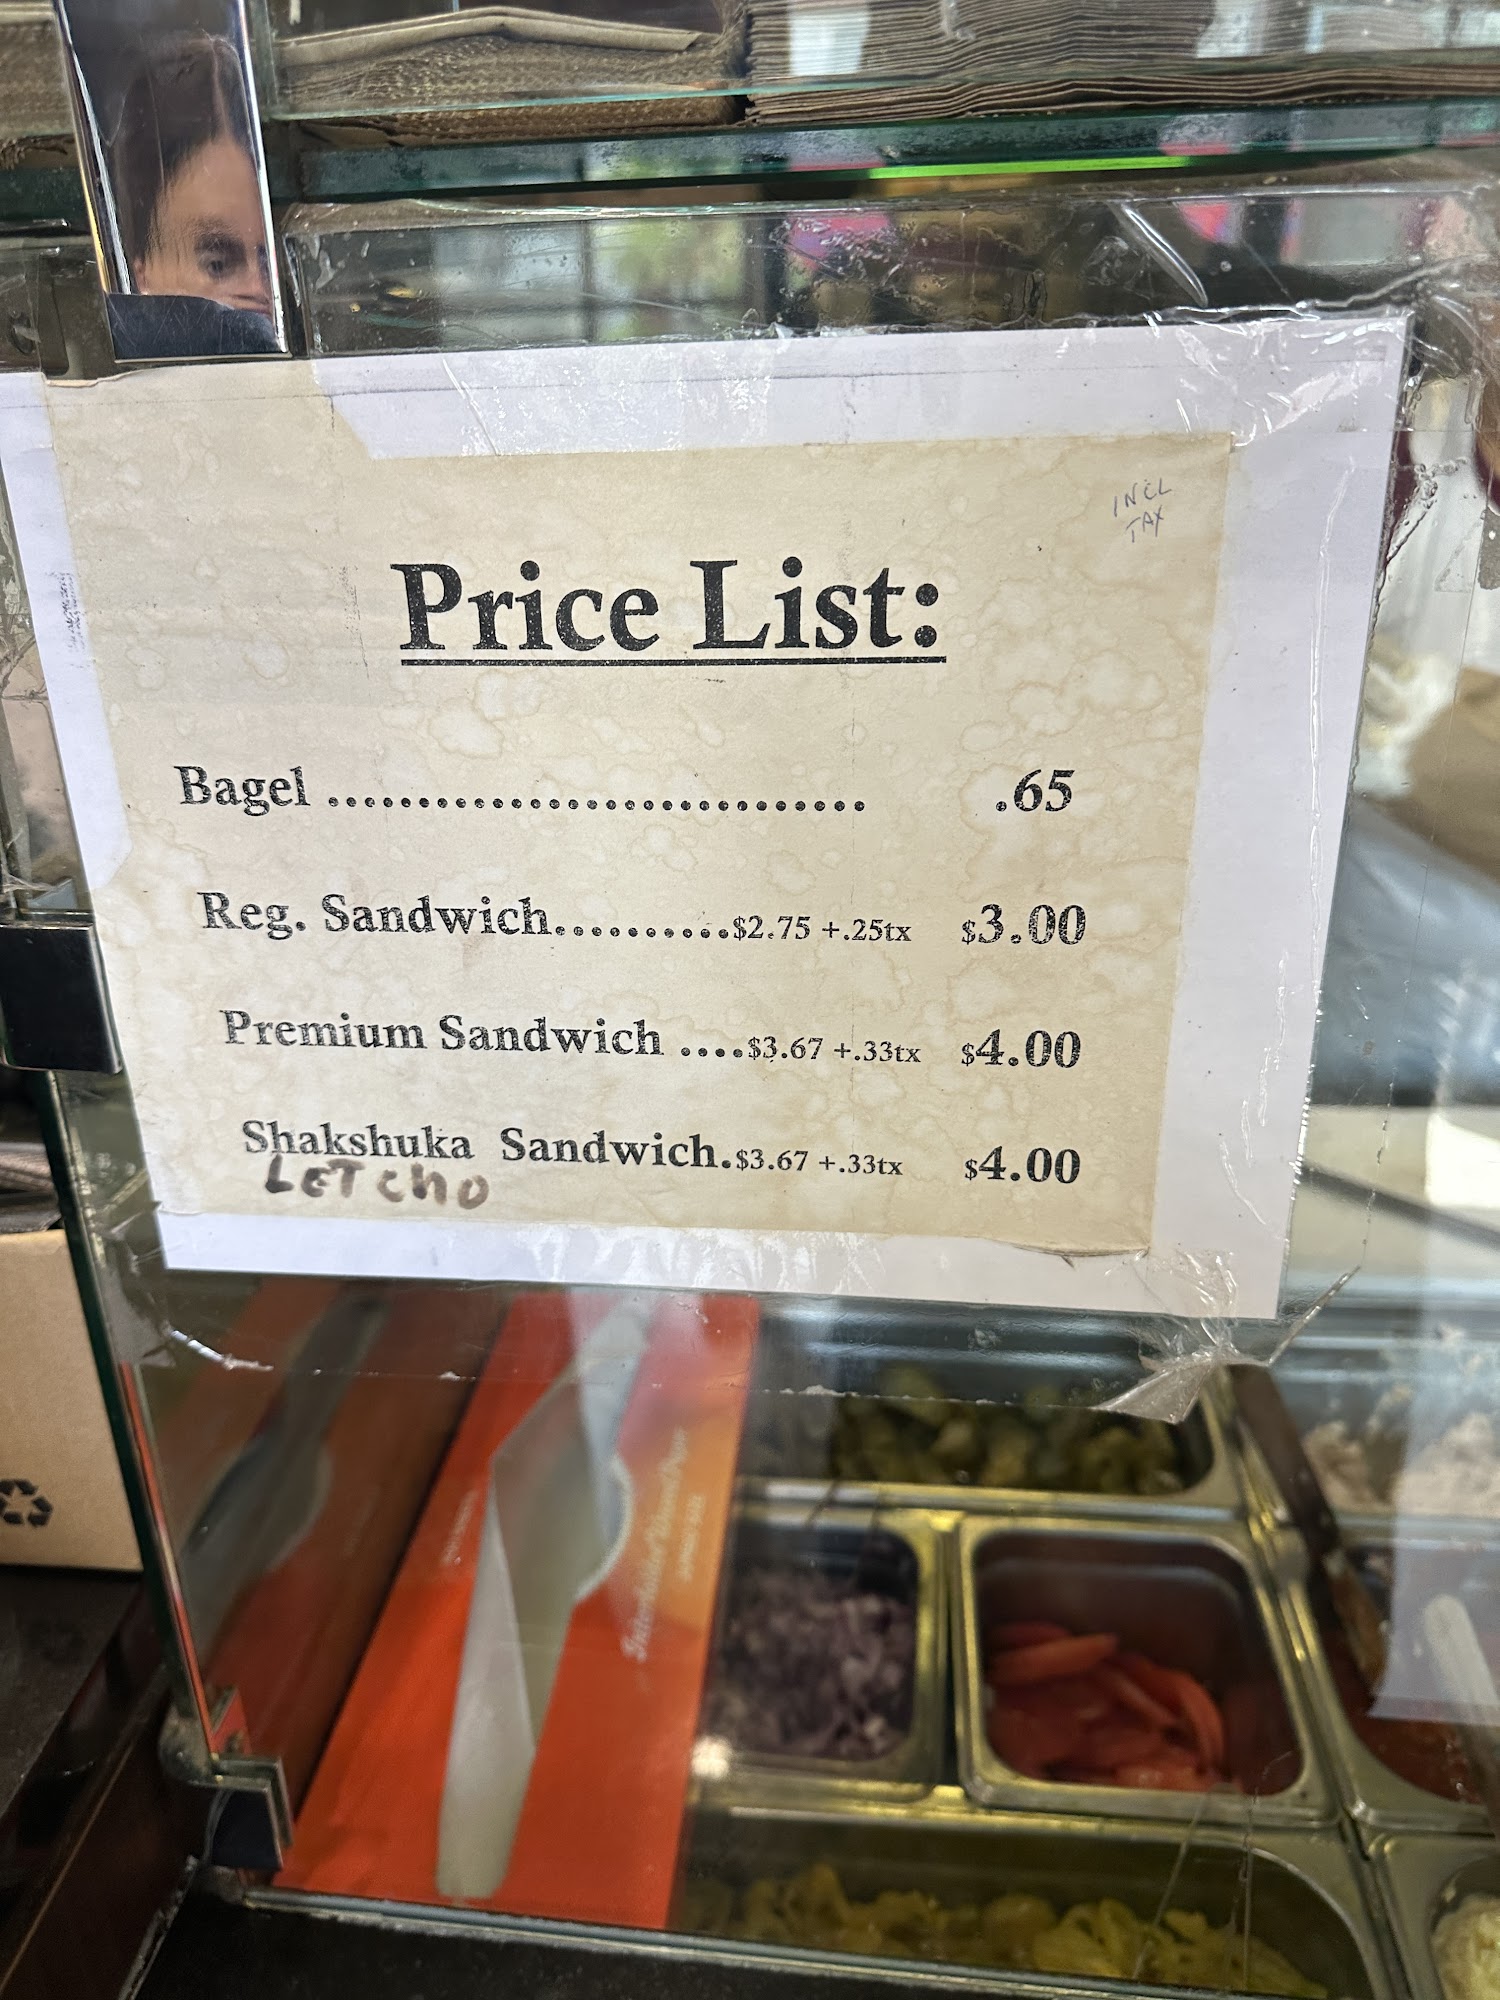 INCL
TAX
Price List:
Bagel .............................. .65
Reg. Sandwich..........$2.75 +.25tx $3.00
Premium Sandwich ....$3.67 +.33tx $4.00
Shakshuka Sandwich.$3.67 +.33tx $4.00
LETCHO